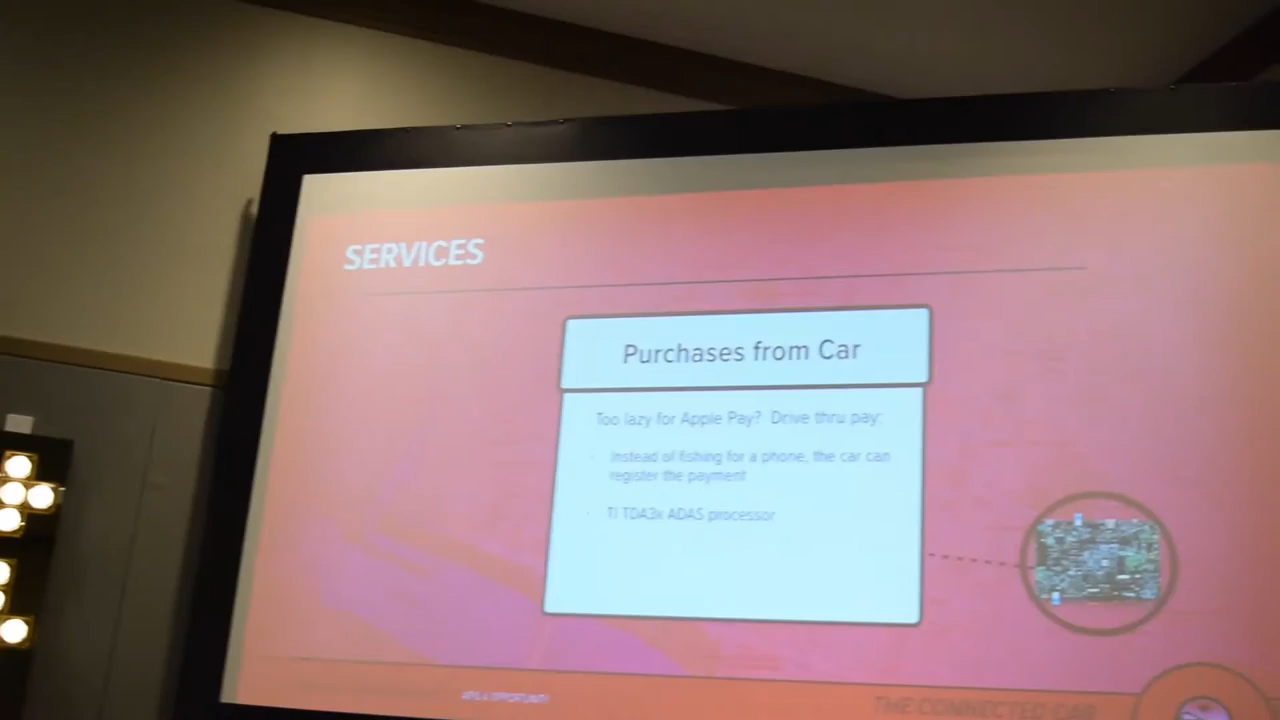 SERVICES
Purchases from Car
Too lazy for Apple Pay? Drive thru pay:
Instead of fishing for a phone, the car can
register the payment
TI TDA3x ADAS processor
THE CONNECTED CAR